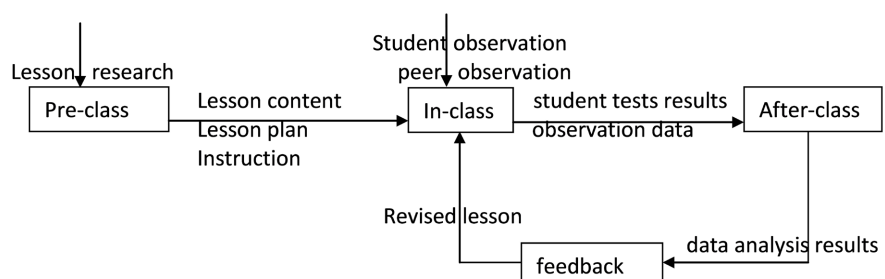 Student observation
peer observation
Lesson research
Pre-class
Lesson content
Lesson plan
Instruction
In-class
student tests results
observation data
After-class
Revised lesson
data analysis results
feedback